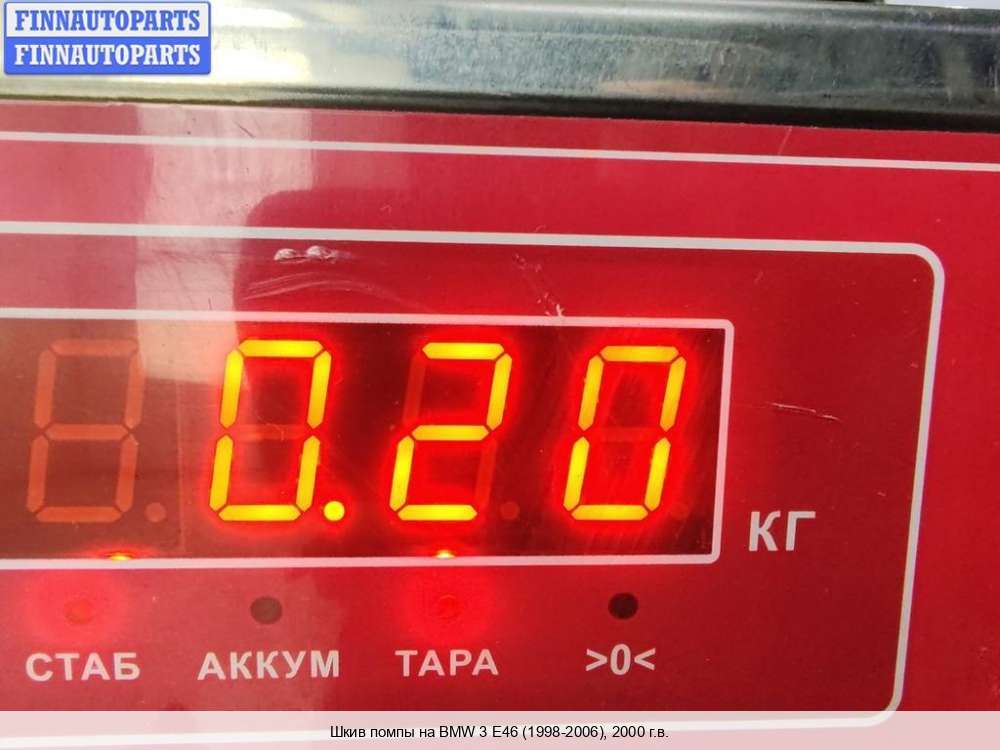 FINNAUTOPARTS
FINNAUTOPARTS
0.20
КГ
СТАБ АККУМ ТАРА >0<
Шкив помпы на BMW 3 E46 (1998-2006), 2000 г.в.